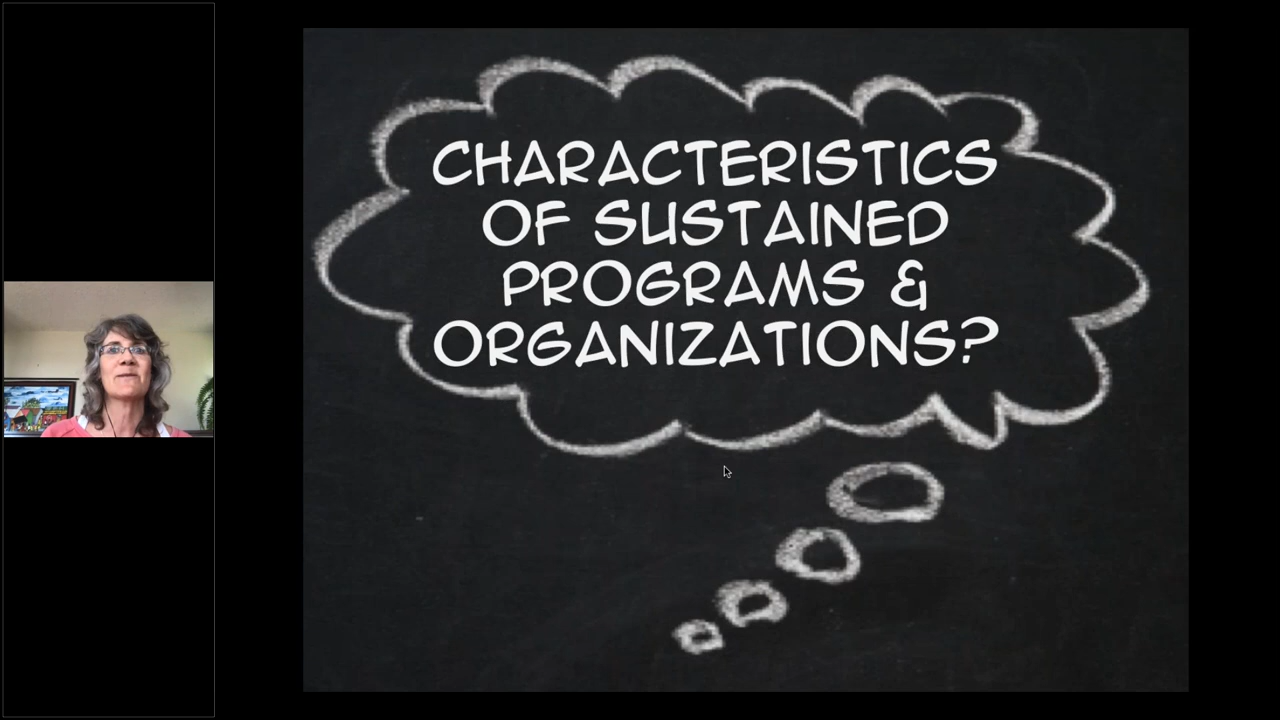 CHARACTERISTICS
OF SUSTAINED
PROGRAMS &
ORGANIZATIONS?